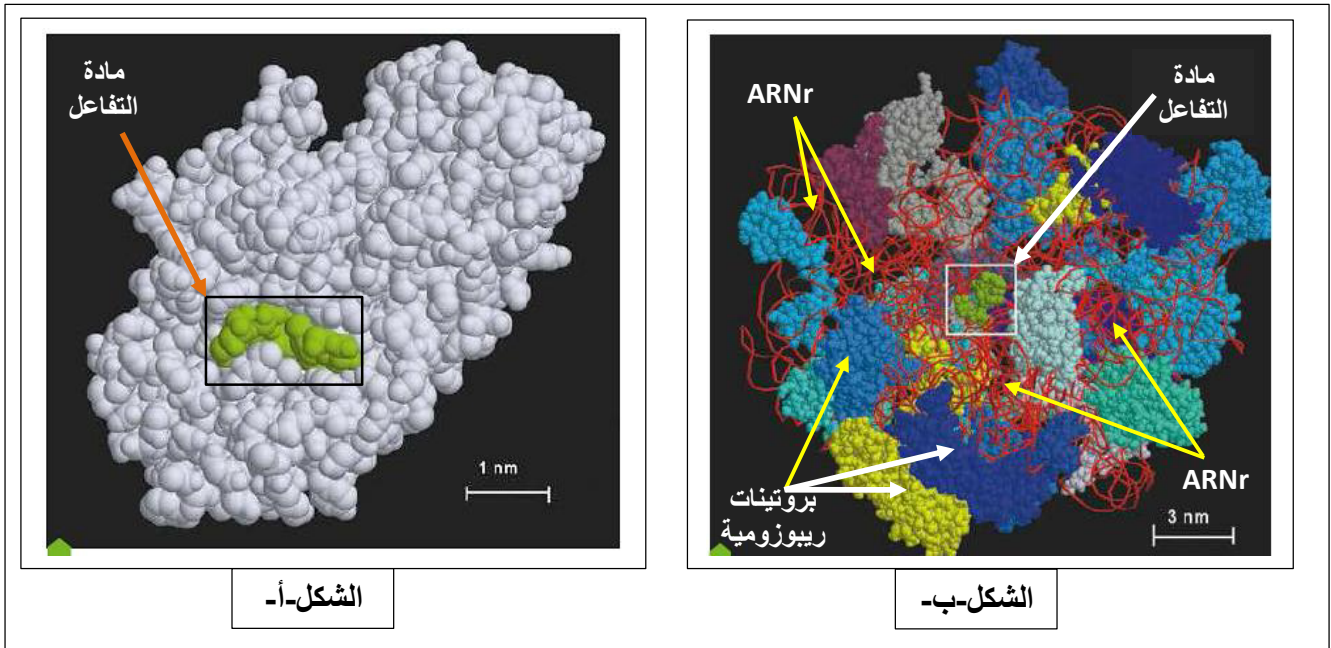 مادة
التفاعل
1 nm
الشكل-أ-
ARNr
مادة
التفاعل
ARNr
بروتينات
ريبوزومية
3 nm
الشكل-ب-